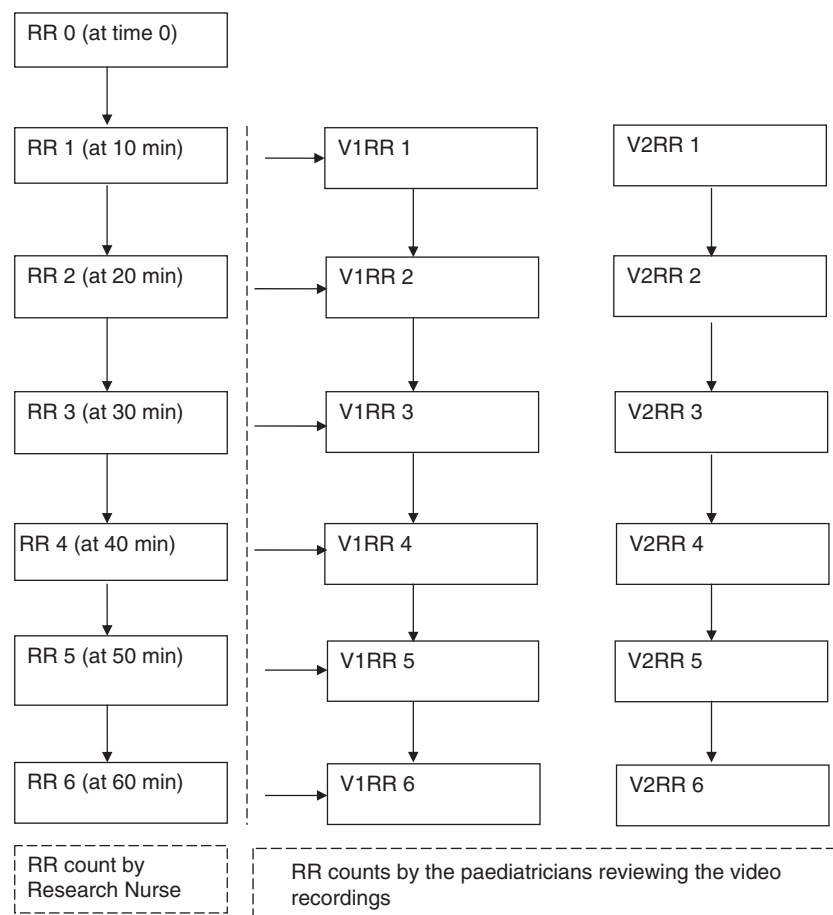 RR 0 (at time 0)
RR 1 (at 10 min)
V1RR 1
V2RR 1
RR 2 (at 20 min)
V1RR 2
V2RR 2
RR 3 (at 30 min)
V1RR 3
V2RR 3
RR 4 (at 40 min)
V1RR 4
V2RR 4
RR 5 (at 50 min)
V1RR 5
V2RR 5
RR 6 (at 60 min)
V1RR 6
V2RR 6
RR count by
Research Nurse
RR counts by the paediatricians reviewing the video
recordings